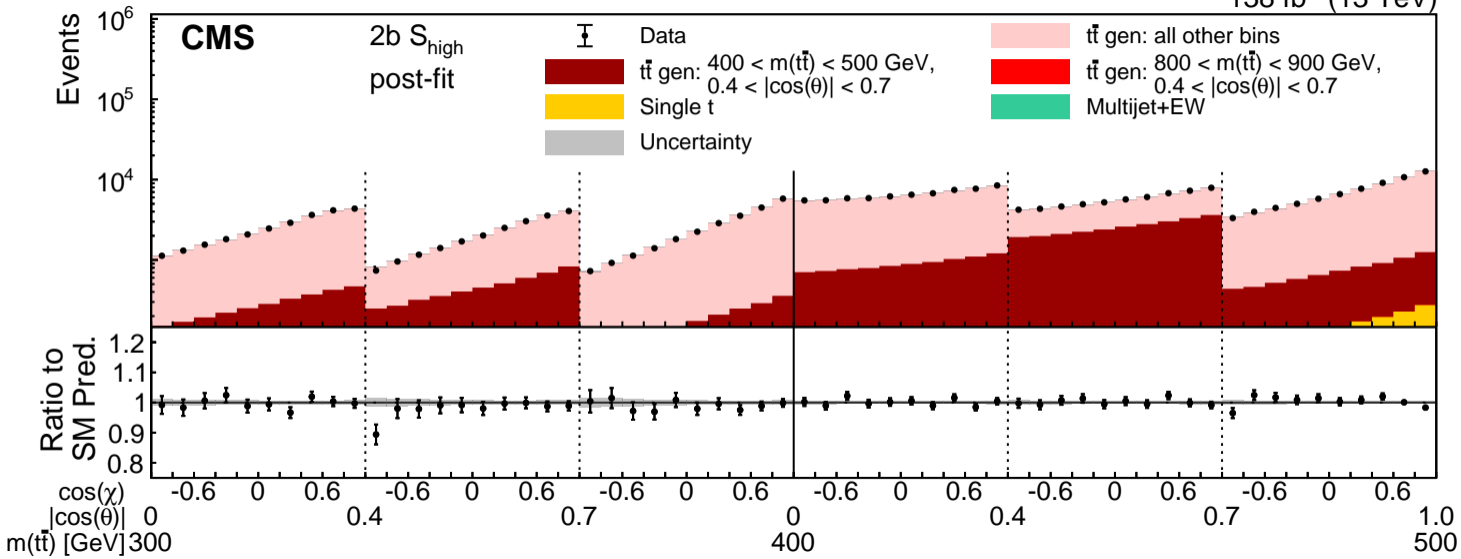 138 fb⁻¹ (13 TeV)
CMS
2b S_high
post-fit
Data
tt̄ gen: 400 < m(tt̄) < 500 GeV,
0.4 < |cos(θ)| < 0.7
Single t
Uncertainty
tt̄ gen: all other bins
tt̄ gen: 800 < m(tt̄) < 900 GeV,
0.4 < |cos(θ)| < 0.7
Multijet+EW
Events
10⁶
10⁵
10⁴
Ratio to
SM Pred.
1.2
1.1
1
0.9
0.8
cos(χ) -0.6 0 0.6 -0.6 0 0.6 -0.6 0 0.6 -0.6 0 0.6 -0.6 0 0.6 -0.6 0 0.6
|cos(θ)| 0 0.4 0.7 0 0.4 0.7 1.0
m(tt̄) [GeV] 300 400 500